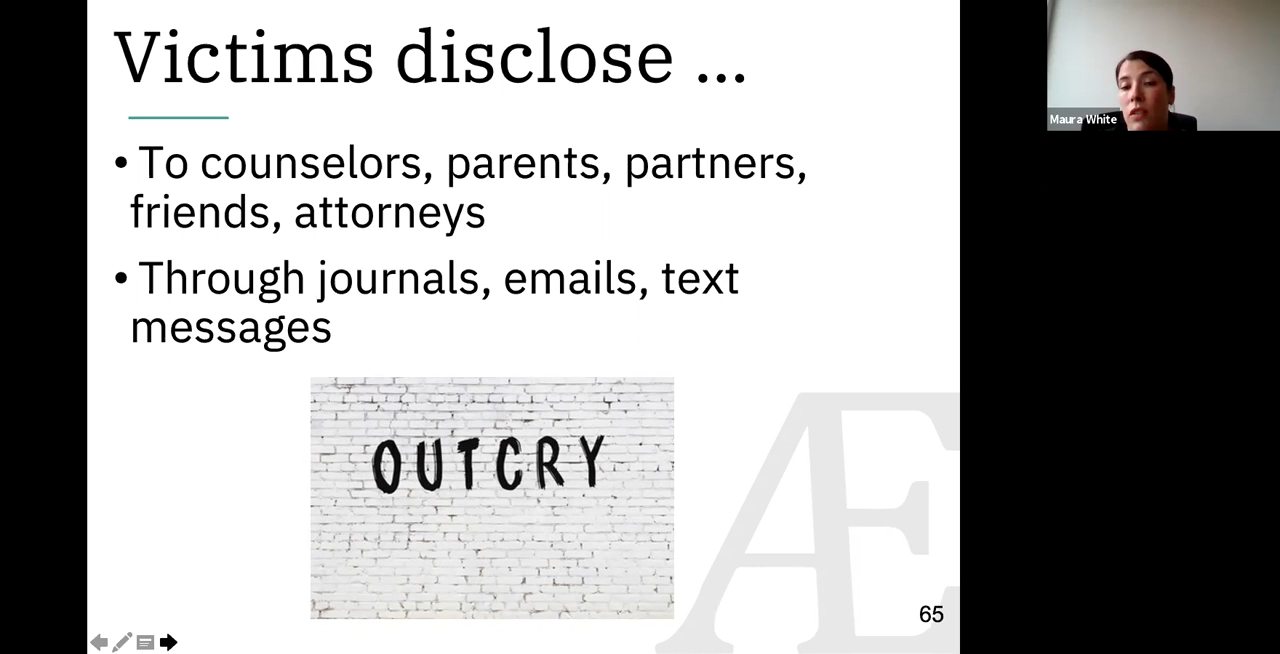 Victims disclose ...
• To counselors, parents, partners,
friends, attorneys
• Through journals, emails, text
messages
OUTCRY
Æ
65
Maura White